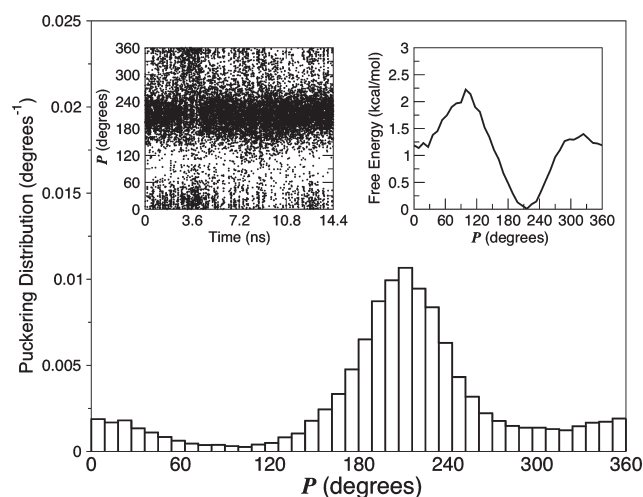 0.025
0.02
0.015
0.01
0.005
0
Puckering Distribution (degrees-1)
0 60 120 180 240 300 360
P (degrees)
360
300
240
180
120
60
0
P (degrees)
0 3.6 7.2 10.8 14.4
Time (ns)
3
2.5
2
1.5
1
0.5
0
Free Energy (kcal/mol)
0 60 120 180 240 300 360
P (degrees)